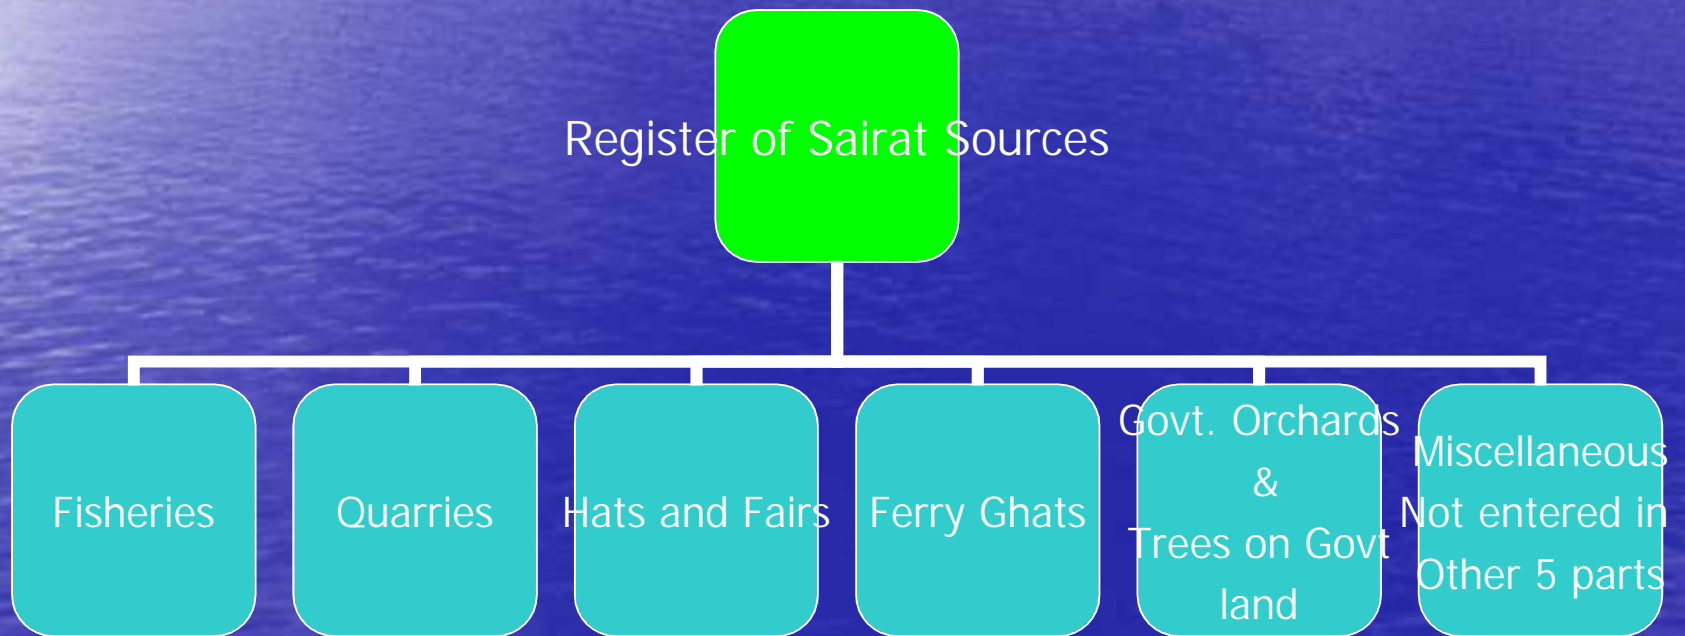 Register of Sairat Sources
Fisheries
Quarries
Hats and Fairs
Ferry Ghats
Govt. Orchards
&
Trees on Govt
land
Miscellaneous
Not entered in
Other 5 parts